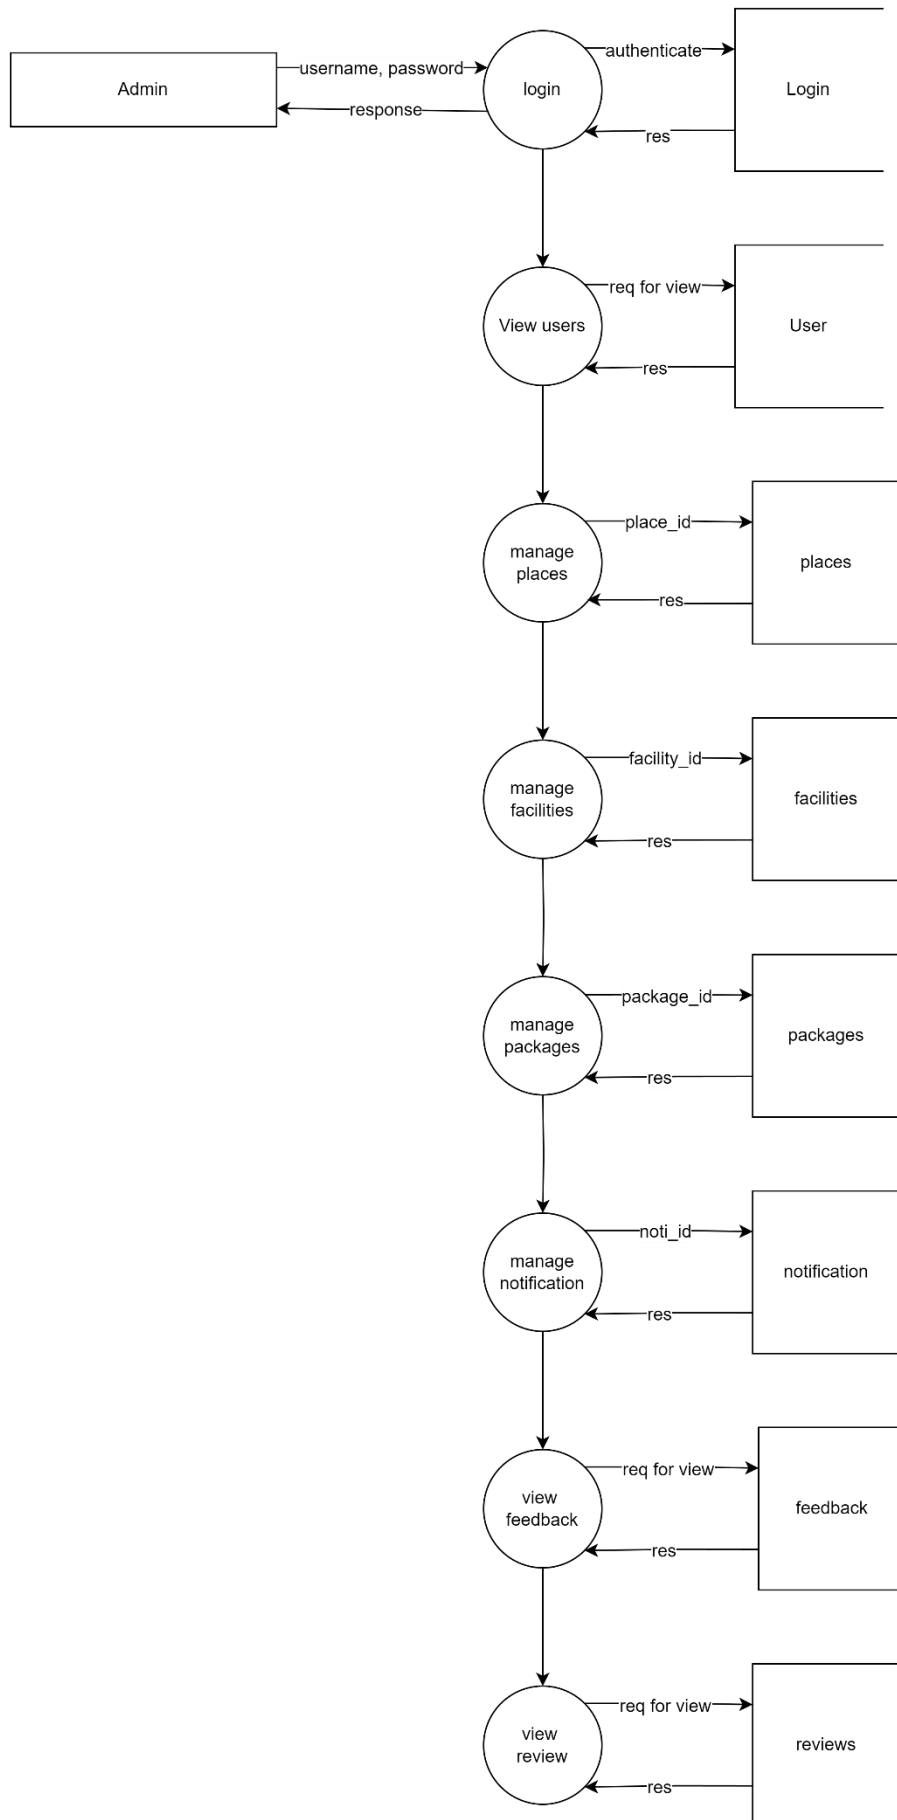 authenticate
username, password
Admin
login
Login
response
res
req for view
View users
User
res
place_id
manage
places
places
res
facility_id
manage
facilities
facilities
res
package_id
manage
packages
packages
res
noti_id
manage
notification
notification
res
req for view
view
feedback
feedback
res
req for view
view
review
reviews
res